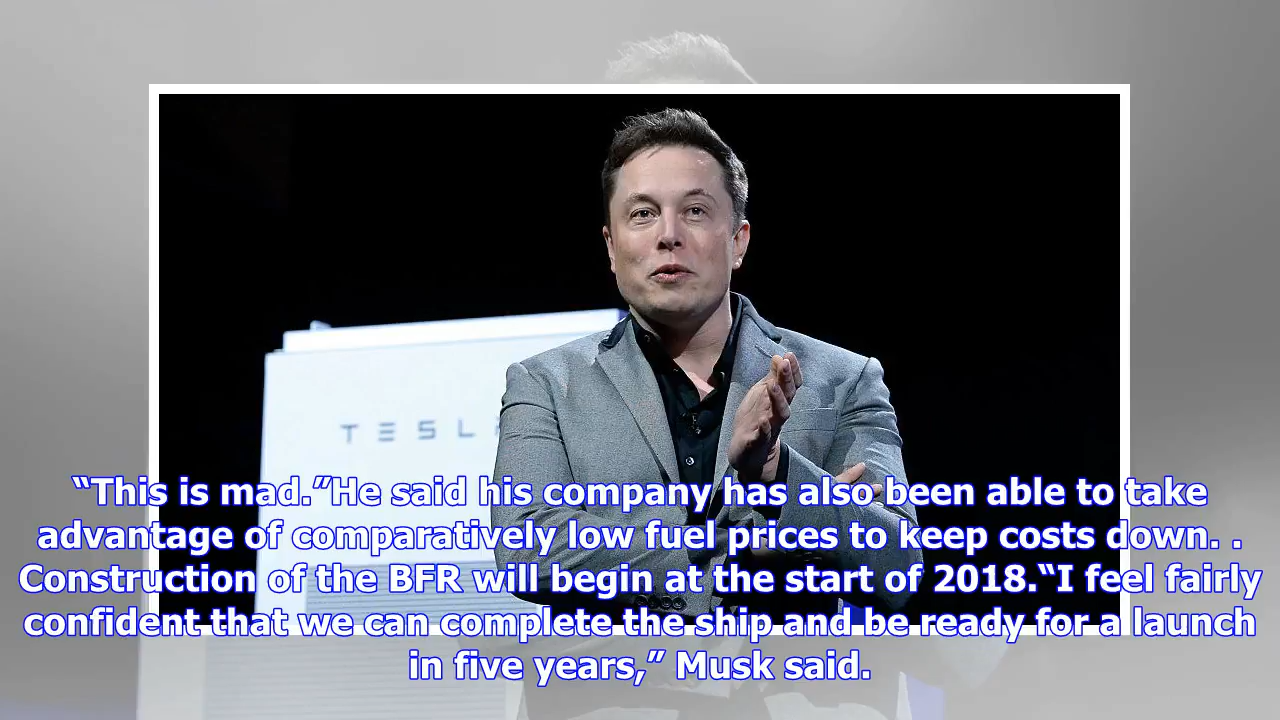 TESL
“This is mad.”He said his company has also been able to take
advantage of comparatively low fuel prices to keep costs down. .
Construction of the BFR will begin at the start of 2018.“I feel fairly
confident that we can complete the ship and be ready for a launch
in five years,” Musk said.